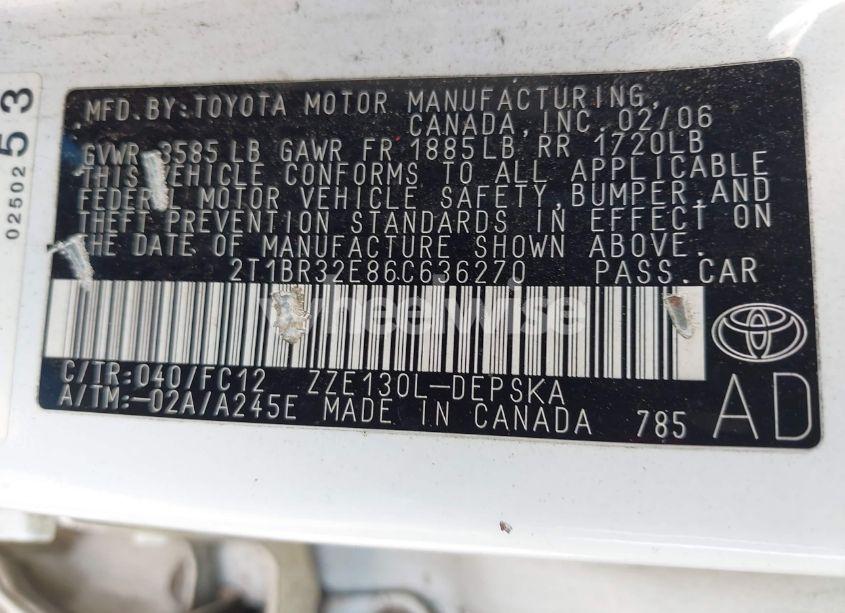 MFD. BY: TOYOTA MOTOR MANUFACTURING,
CANADA, INC. 02/06
GVWR 3585 LB GAWR FR 1885LB, RR 1720LB
THIS VEHICLE CONFORMS TO ALL APPLICABLE
FEDERAL MOTOR VEHICLE SAFETY, BUMPER, AND
THEFT PREVENTION STANDARDS IN EFFECT ON
THE DATE OF MANUFACTURE SHOWN ABOVE.
2T1BR32E86C636270 PASS. CAR
wheelwise
C/TR: 040/FC12 ZZE130L-DEPSKA
A/TM: -02A/A245E MADE IN CANADA 785 AD
02502 53